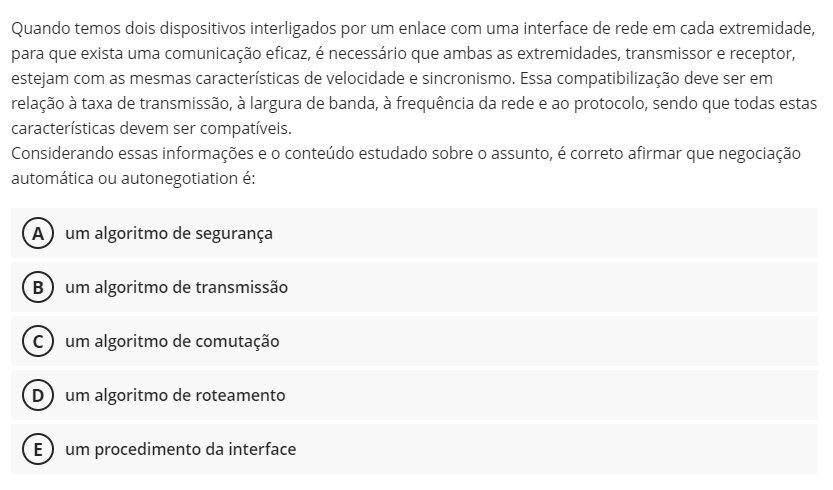 Quando temos dois dispositivos interligados por um enlace com uma interface de rede em cada extremidade,
para que exista uma comunicação eficaz, é necessário que ambas as extremidades, transmissor e receptor,
estejam com as mesmas características de velocidade e sincronismo. Essa compatibilização deve ser em
relação à taxa de transmissão, à largura de banda, à frequência da rede e ao protocolo, sendo que todas estas
características devem ser compatíveis.
Considerando essas informações e o conteúdo estudado sobre o assunto, é correto afirmar que negociação
automática ou autonegotiation é:
A um algoritmo de segurança
B um algoritmo de transmissão
C um algoritmo de comutação
D um algoritmo de roteamento
E um procedimento da interface